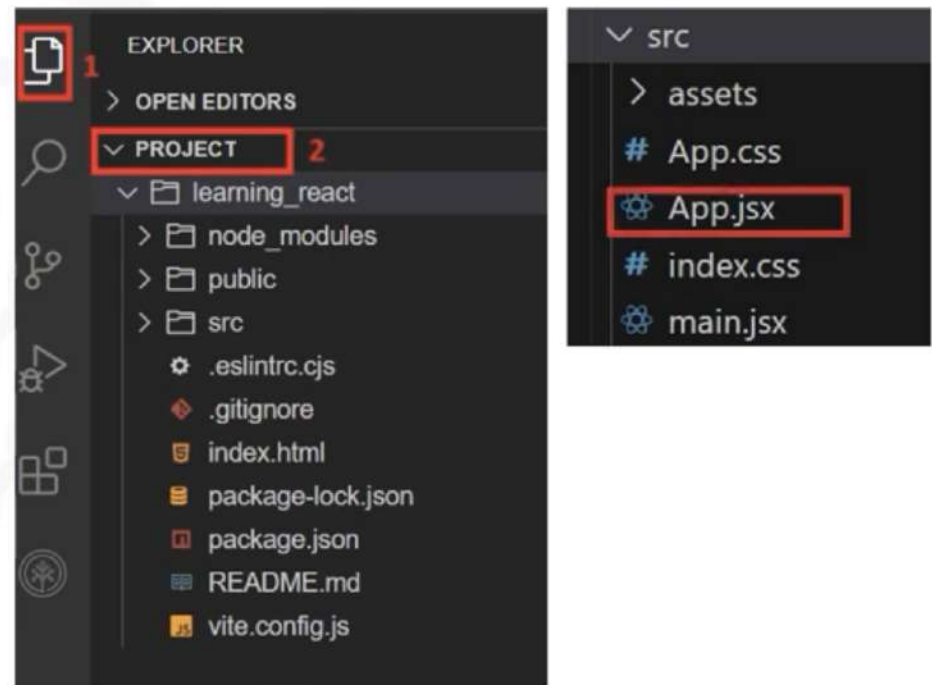 EXPLORER
1
OPEN EDITORS
PROJECT 2
learning_react
node_modules
public
src
.eslintrc.cjs
.gitignore
index.html
package-lock.json
package.json
README.md
JS vite.config.js
src
assets
# App.css
App.jsx
# index.css
main.jsx